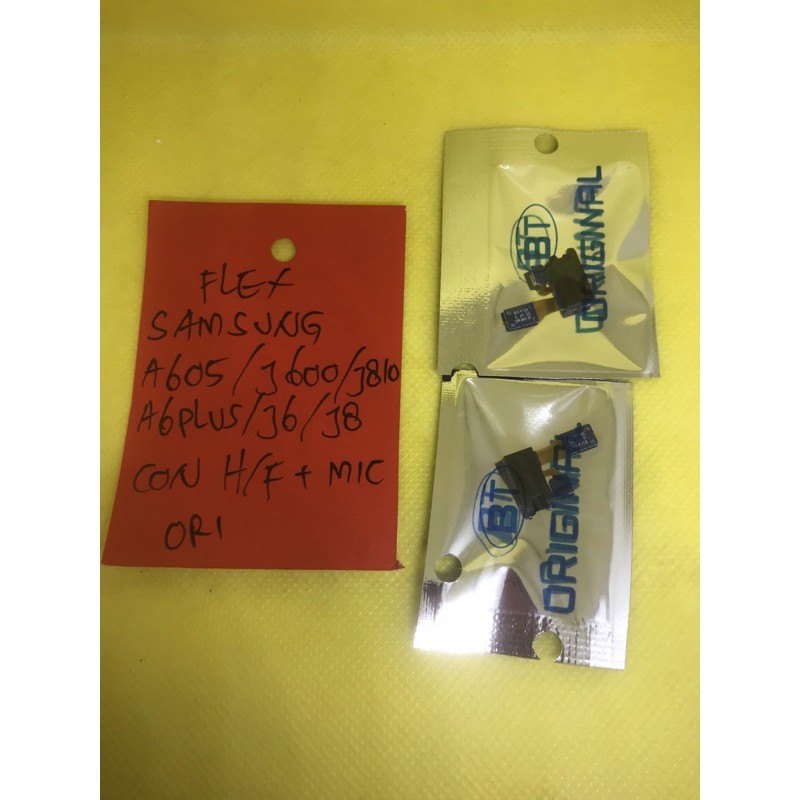 FLEX
SAMSUNG
A605/J600/J810
A6PLUS/J6/J8
CON H/F + MIC
ORI
BT
ORIGINAL
BT
ORIGINAL